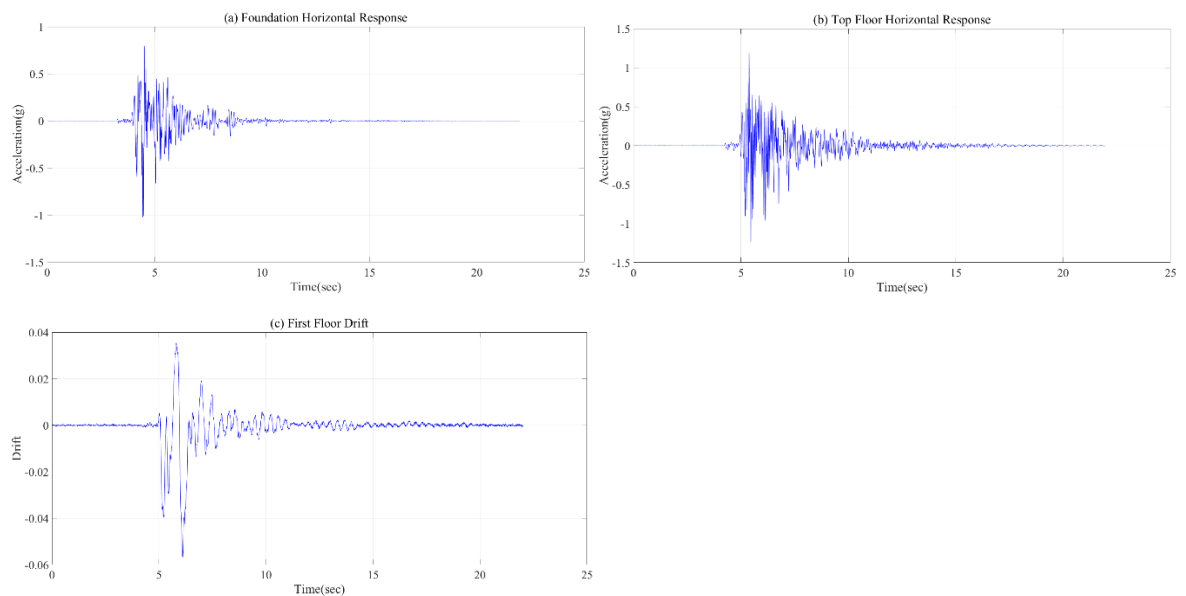 (a) Foundation Horizontal Response
1
0.5
0
-0.5
-1
-1.5
Acceleration(g)
0 5 10 15 20 25
Time(sec)
(b) Top Floor Horizontal Response
1.5
1
0.5
0
-0.5
-1
-1.5
Acceleration(g)
0 5 10 15 20 25
Time(sec)
(c) First Floor Drift
0.04
0.02
0
-0.02
-0.04
-0.06
Drift
0 5 10 15 20 25
Time(sec)